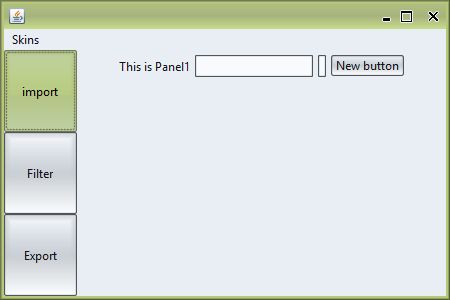 Skins
import
This is Panel1
New button
Filter
Export